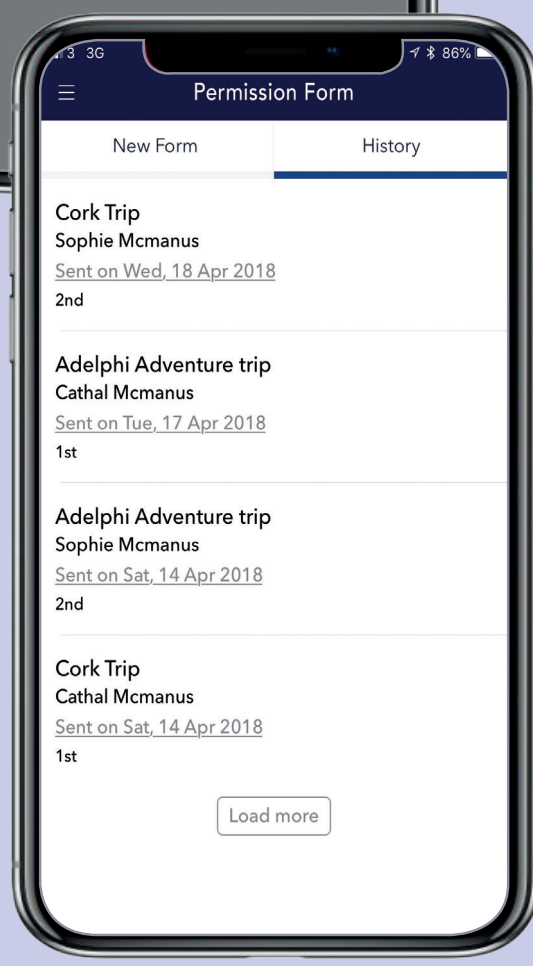 3 3G 86%
Permission Form
New Form History
Cork Trip
Sophie Mcmanus
Sent on Wed, 18 Apr 2018
2nd
Adelphi Adventure trip
Cathal Mcmanus
Sent on Tue, 17 Apr 2018
1st
Adelphi Adventure trip
Sophie Mcmanus
Sent on Sat, 14 Apr 2018
2nd
Cork Trip
Cathal Mcmanus
Sent on Sat, 14 Apr 2018
1st
Load more